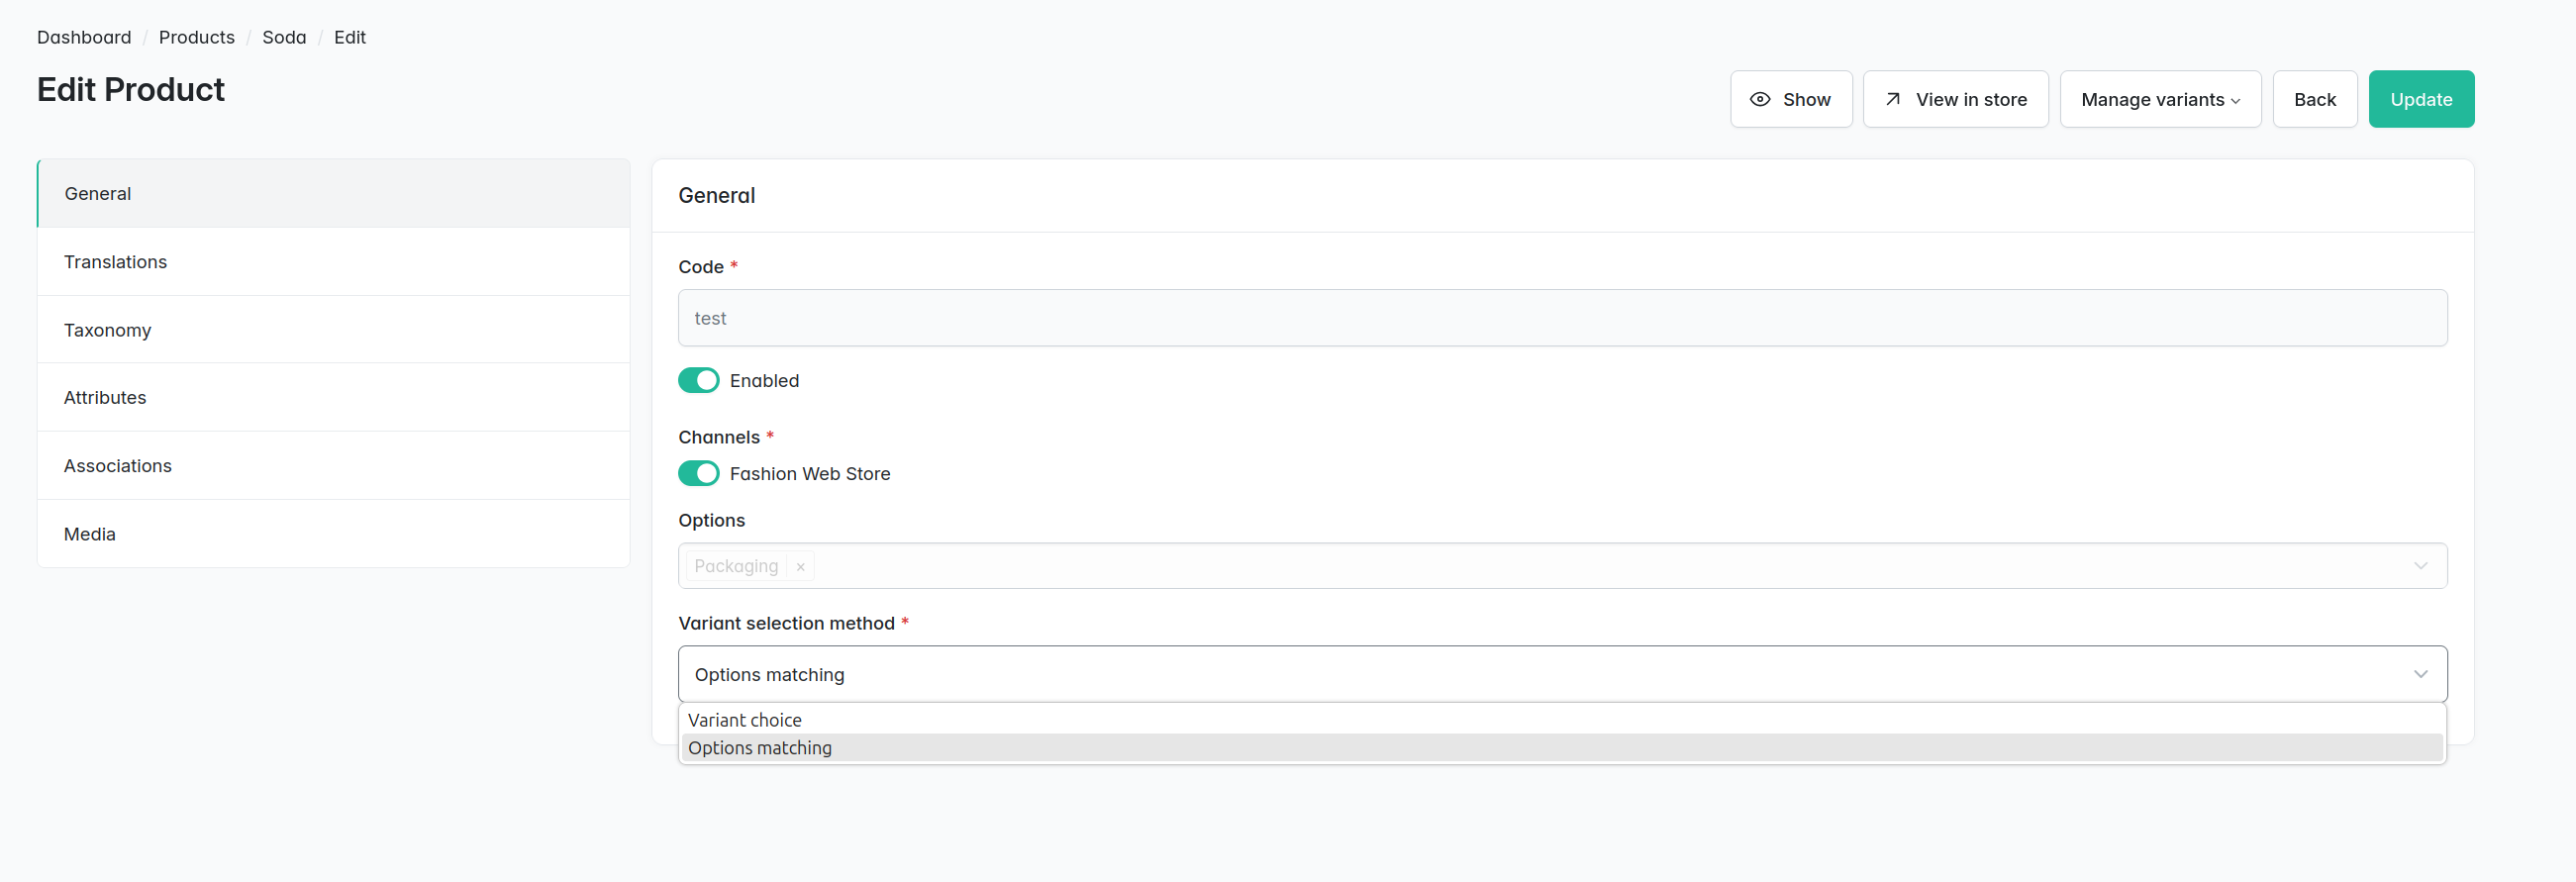 Dashboard / Products / Soda / Edit
Edit Product
Show
View in store
Manage variants
Back
Update
General
Translations
Taxonomy
Attributes
Associations
Media
General
Code *
test
Enabled
Channels *
Fashion Web Store
Options
Packaging ×
Variant selection method *
Options matching
Variant choice
Options matching